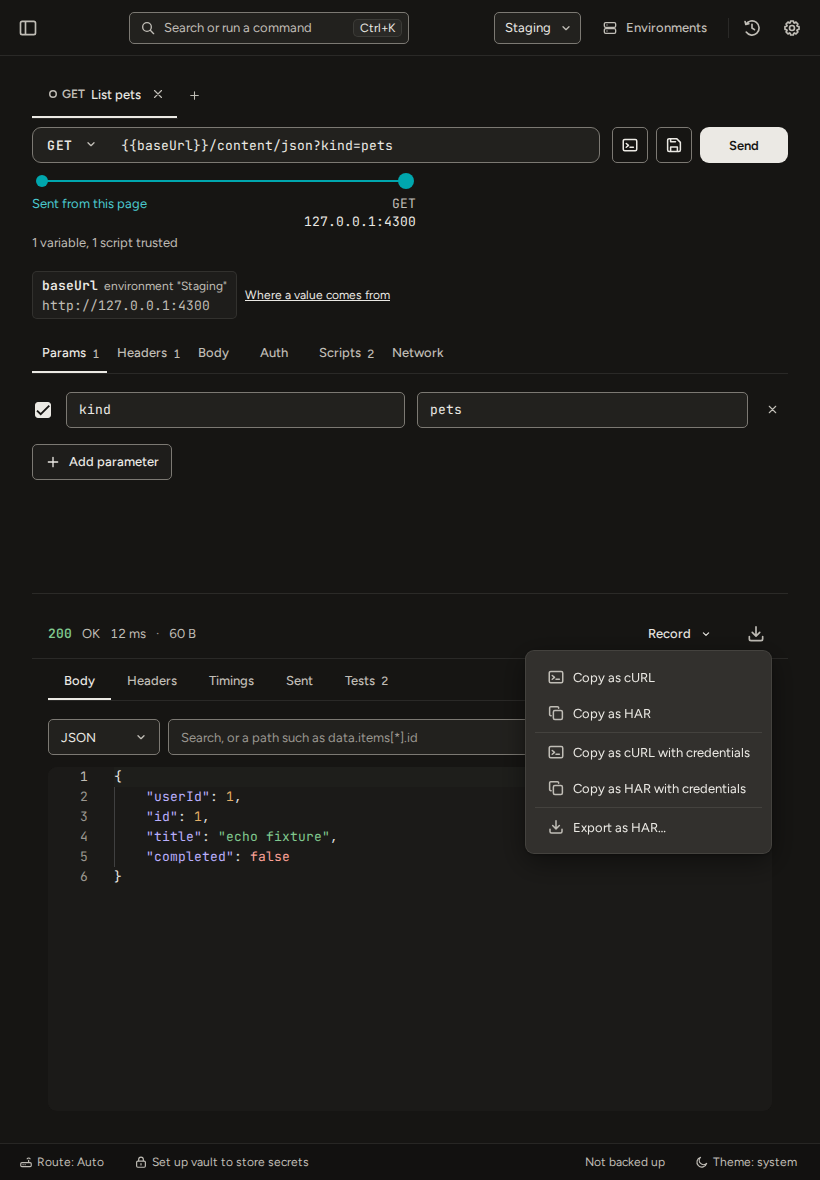 Search or run a command Ctrl+K Staging Environments
GET List pets
GET {{baseUrl}}/content/json?kind=pets Send
Sent from this page GET
127.0.0.1:4300
1 variable, 1 script trusted
baseUrl environment "Staging"
http://127.0.0.1:4300
Where a value comes from
Params 1 Headers 1 Body Auth Scripts 2 Network
kind pets
Add parameter
200 OK 12 ms · 60 B Record
Copy as cURL
Copy as HAR
Copy as cURL with credentials
Copy as HAR with credentials
Export as HAR...
Body Headers Timings Sent Tests 2
JSON Search, or a path such as data.items[*].id
1 {
2 "userId": 1,
3 "id": 1,
4 "title": "echo fixture",
5 "completed": false
6 }
Route: Auto Set up vault to store secrets Not backed up Theme: system